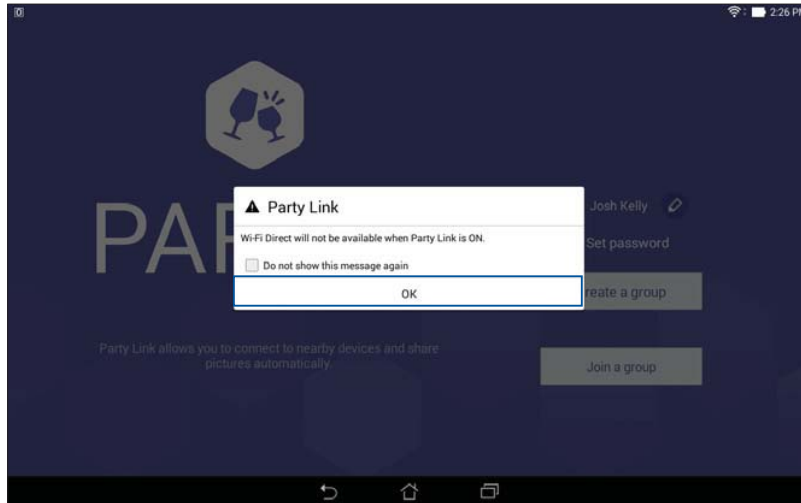 2:26 PM
Party Link
Wi-Fi Direct will not be available when Party Link is ON.
Do not show this message again
OK
PAR
Josh Kelly
Set password
reate a group
Party Link allows you to connect to nearby devices and share
pictures automatically.
Join a group